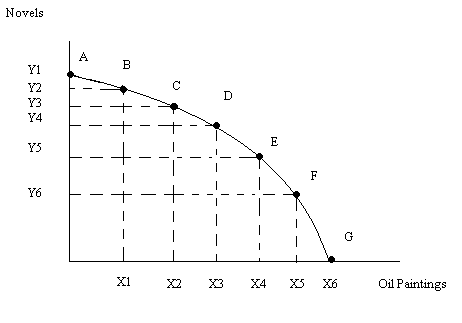 Novels
A
B
Y1
Y2
C
D
Y3
Y4
E
Y5
F
Y6
G
X1 X2 X3 X4 X5 X6 Oil Paintings